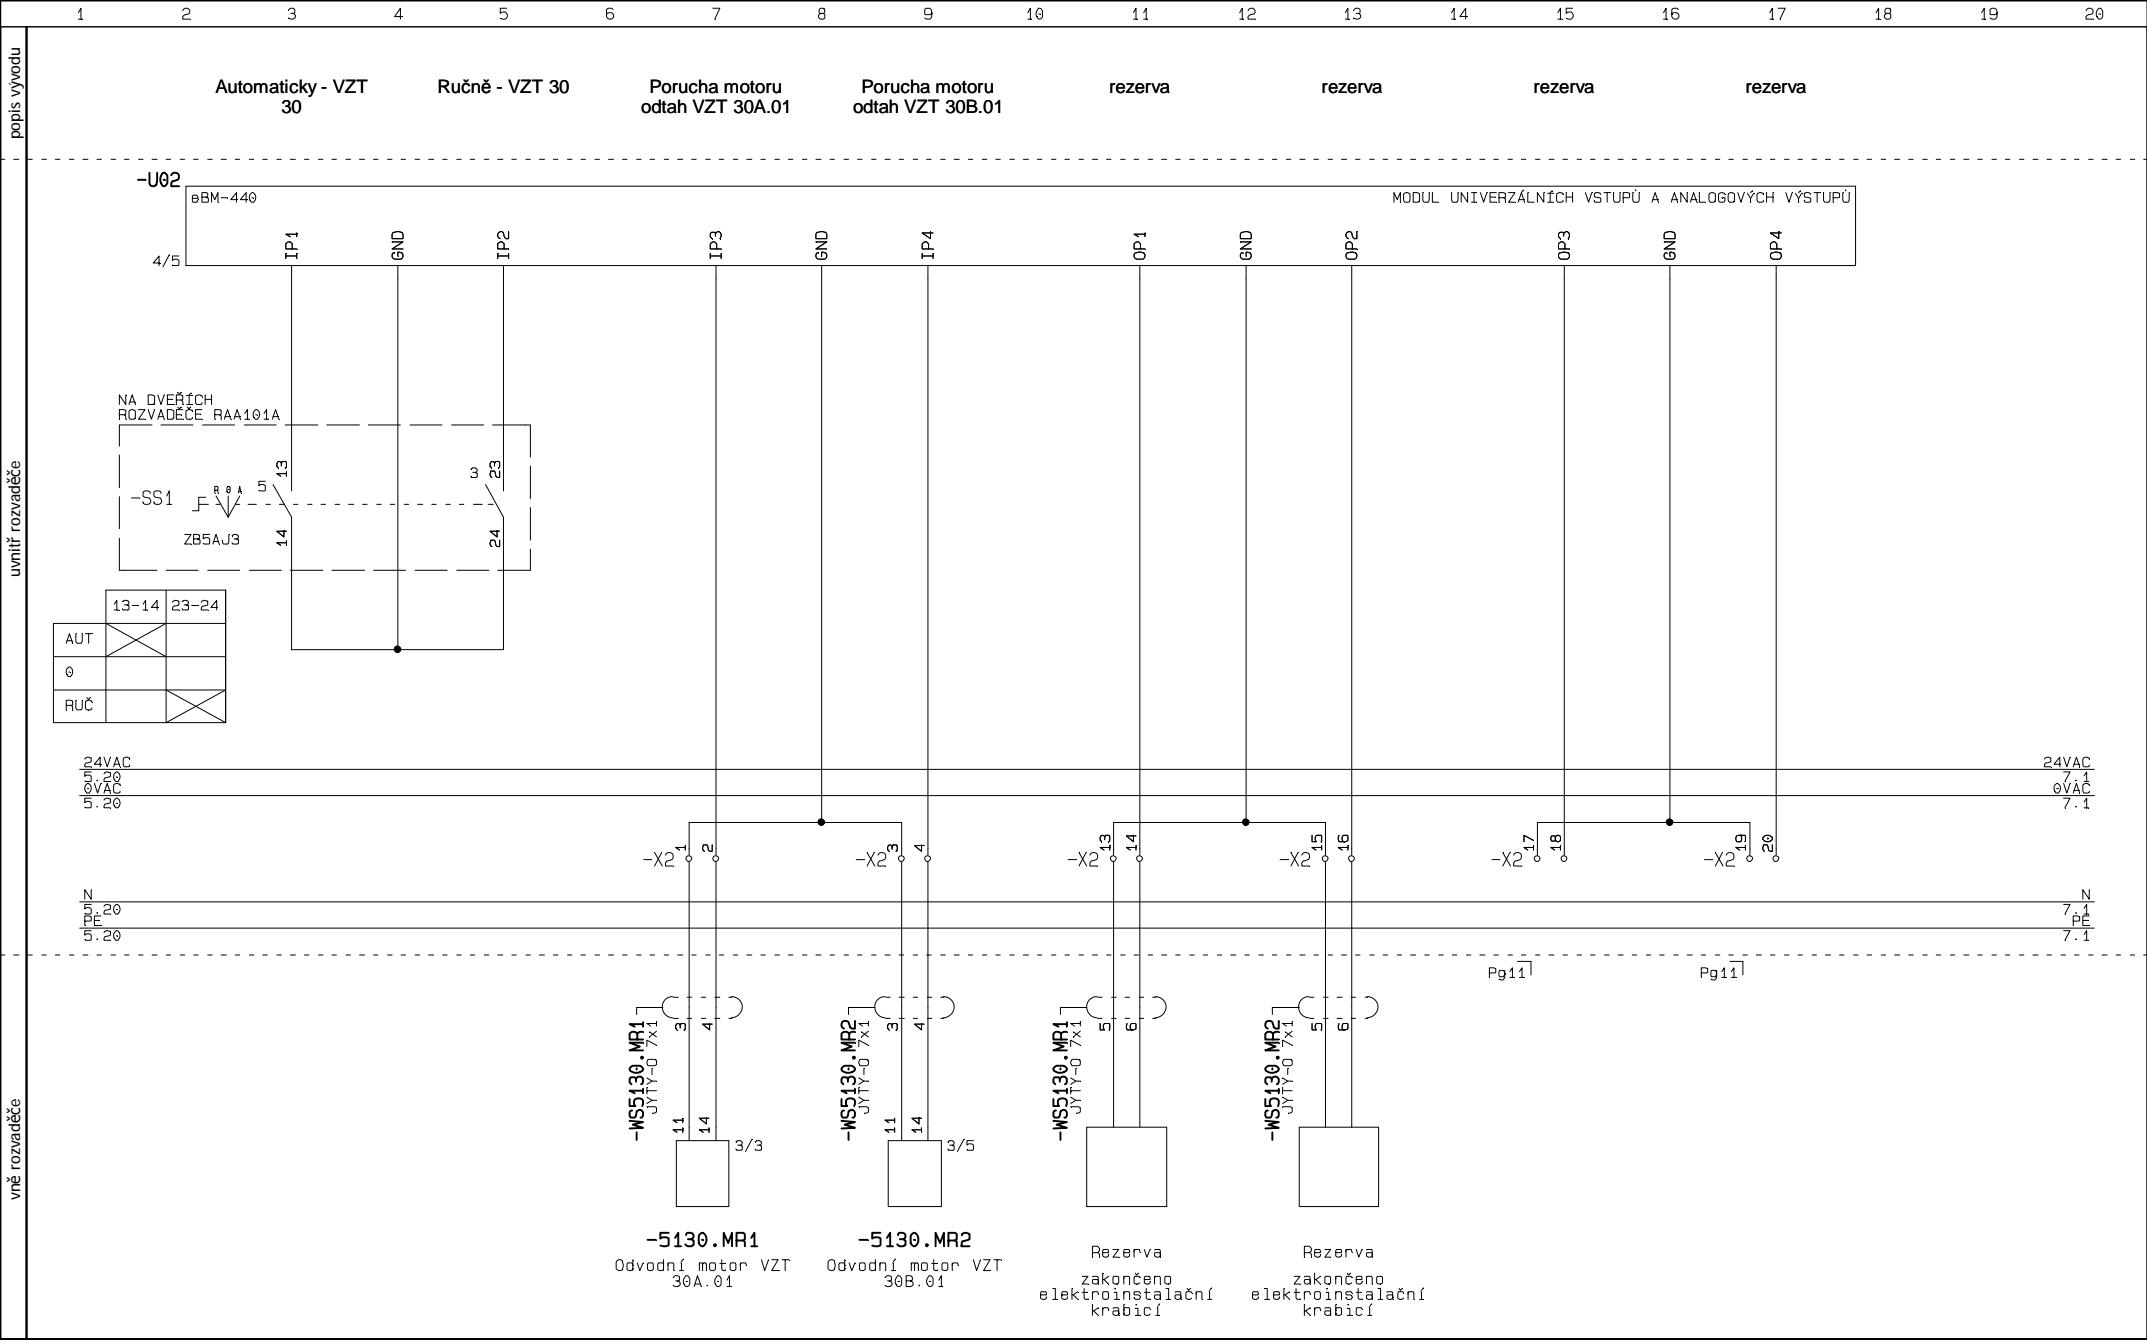 1 2 3 4 5 6 7 8 9 10 11 12 13 14 15 16 17 18 19 20
popis vývodu
Automaticky - VZT
30
Ručně - VZT 30
Porucha motoru
odtah VZT 30A.01
Porucha motoru
odtah VZT 30B.01
rezerva
rezerva
rezerva
rezerva
-U02
eBM-440
MODUL UNIVERZÁLNÍCH VSTUPŮ A ANALOGOVÝCH VÝSTUPŮ
4/5
IP1 GND IP2 IP3 GND IP4 OP1 GND OP2 OP3 GND OP4
uvnitř rozvaděče
NA DVEŘÍCH
ROZVADĚČE RAA101A
-SS1
R 0 A
ZB5AJ3
5
13
14
3
23
24
13-14 23-24
AUT
0
RUČ
24VAC
5.20
0VAC
5.20
24VAC
7.1
0VAC
7.1
-X2 1 2
-X2 3 4
-X2 13 14
-X2 15 16
-X2 17 18
-X2 19 20
N
5.20
PE
5.20
N
7.1
PE
7.1
vně rozvaděče
Pg11
Pg11
-WS5130.MR1
JYTY-O 7x1
3 4
11 14
3/3
-WS5130.MR2
JYTY-O 7x1
3 4
11 14
3/5
-WS5130.MR1
JYTY-O 7x1
5 6
-WS5130.MR2
JYTY-O 7x1
5 6
-5130.MR1
Odvodní motor VZT
30A.01
-5130.MR2
Odvodní motor VZT
30B.01
Rezerva
zakončeno
elektroinstalační
krabicí
Rezerva
zakončeno
elektroinstalační
krabicí